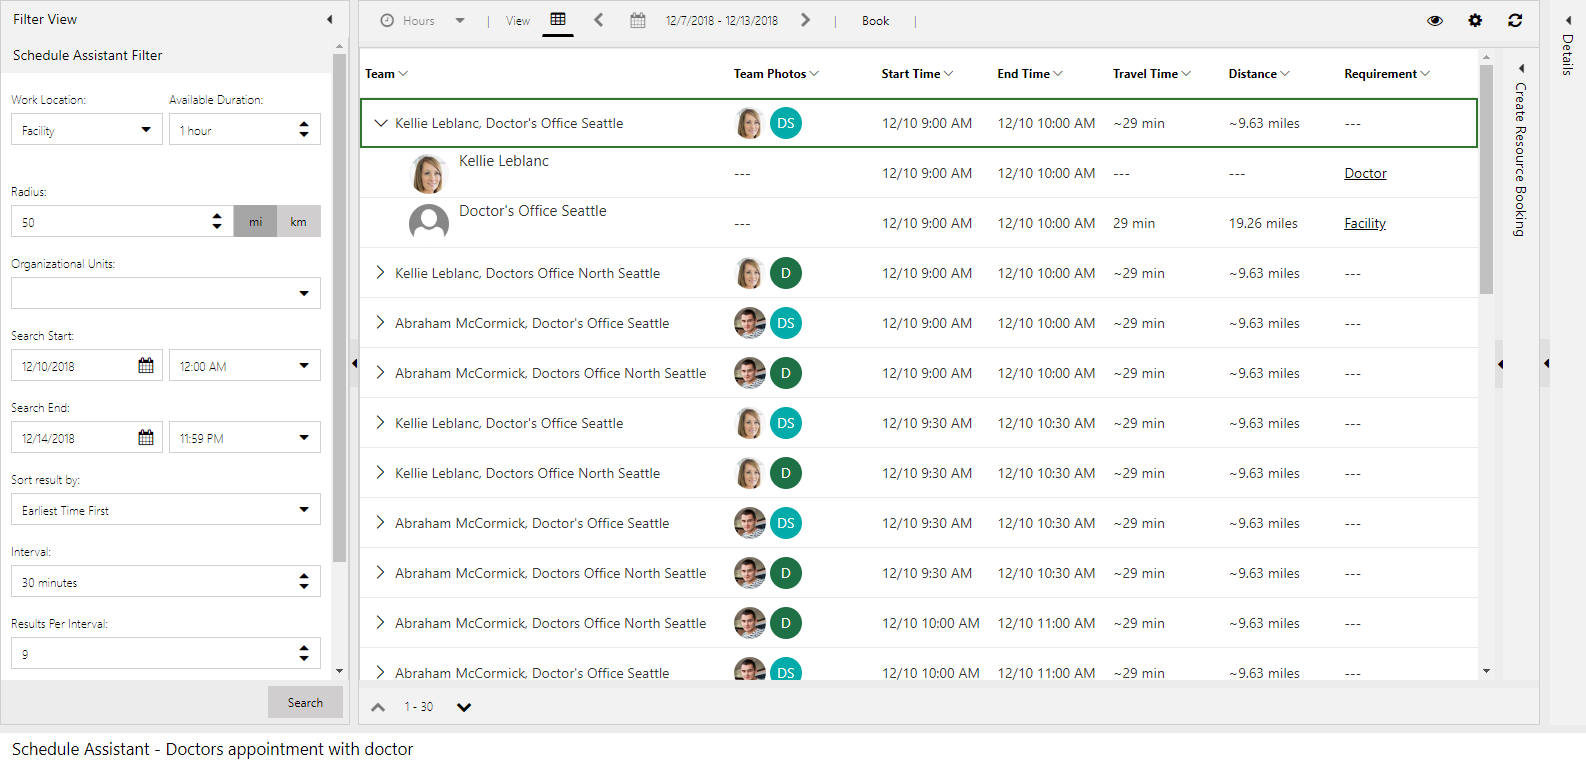 Filter View
Schedule Assistant Filter
Work Location:
Available Duration:
Facility
1 hour
Radius:
50
mi
km
Organizational Units:
Search Start:
12/10/2018
12:00 AM
Search End:
12/14/2018
11:59 PM
Sort result by:
Earliest Time First
Interval:
30 minutes
Results Per Interval:
9
Search
Hours | View 12/7/2018 - 12/13/2018 | Book |
Team Team Photos Start Time End Time Travel Time Distance Requirement
Kellie Leblanc, Doctor's Office Seattle DS 12/10 9:00 AM 12/10 10:00 AM ~29 min ~9.63 miles ---
Kellie Leblanc --- 12/10 9:00 AM 12/10 10:00 AM --- --- Doctor
Doctor's Office Seattle --- 12/10 9:00 AM 12/10 10:00 AM 29 min 19.26 miles Facility
Kellie Leblanc, Doctors Office North Seattle D 12/10 9:00 AM 12/10 10:00 AM ~29 min ~9.63 miles ---
Abraham McCormick, Doctor's Office Seattle DS 12/10 9:00 AM 12/10 10:00 AM ~29 min ~9.63 miles ---
Abraham McCormick, Doctors Office North Seattle D 12/10 9:00 AM 12/10 10:00 AM ~29 min ~9.63 miles ---
Kellie Leblanc, Doctor's Office Seattle DS 12/10 9:30 AM 12/10 10:30 AM ~29 min ~9.63 miles ---
Kellie Leblanc, Doctors Office North Seattle D 12/10 9:30 AM 12/10 10:30 AM ~29 min ~9.63 miles ---
Abraham McCormick, Doctor's Office Seattle DS 12/10 9:30 AM 12/10 10:30 AM ~29 min ~9.63 miles ---
Abraham McCormick, Doctors Office North Seattle D 12/10 9:30 AM 12/10 10:30 AM ~29 min ~9.63 miles ---
Abraham McCormick, Doctors Office North Seattle D 12/10 10:00 AM 12/10 11:00 AM ~29 min ~9.63 miles ---
Abraham McCormick, Doctor's Office Seattle DS 12/10 10:00 AM 12/10 11:00 AM ~29 min ~9.63 miles ---
1 - 30
Create Resource Booking
Details
Schedule Assistant - Doctors appointment with doctor